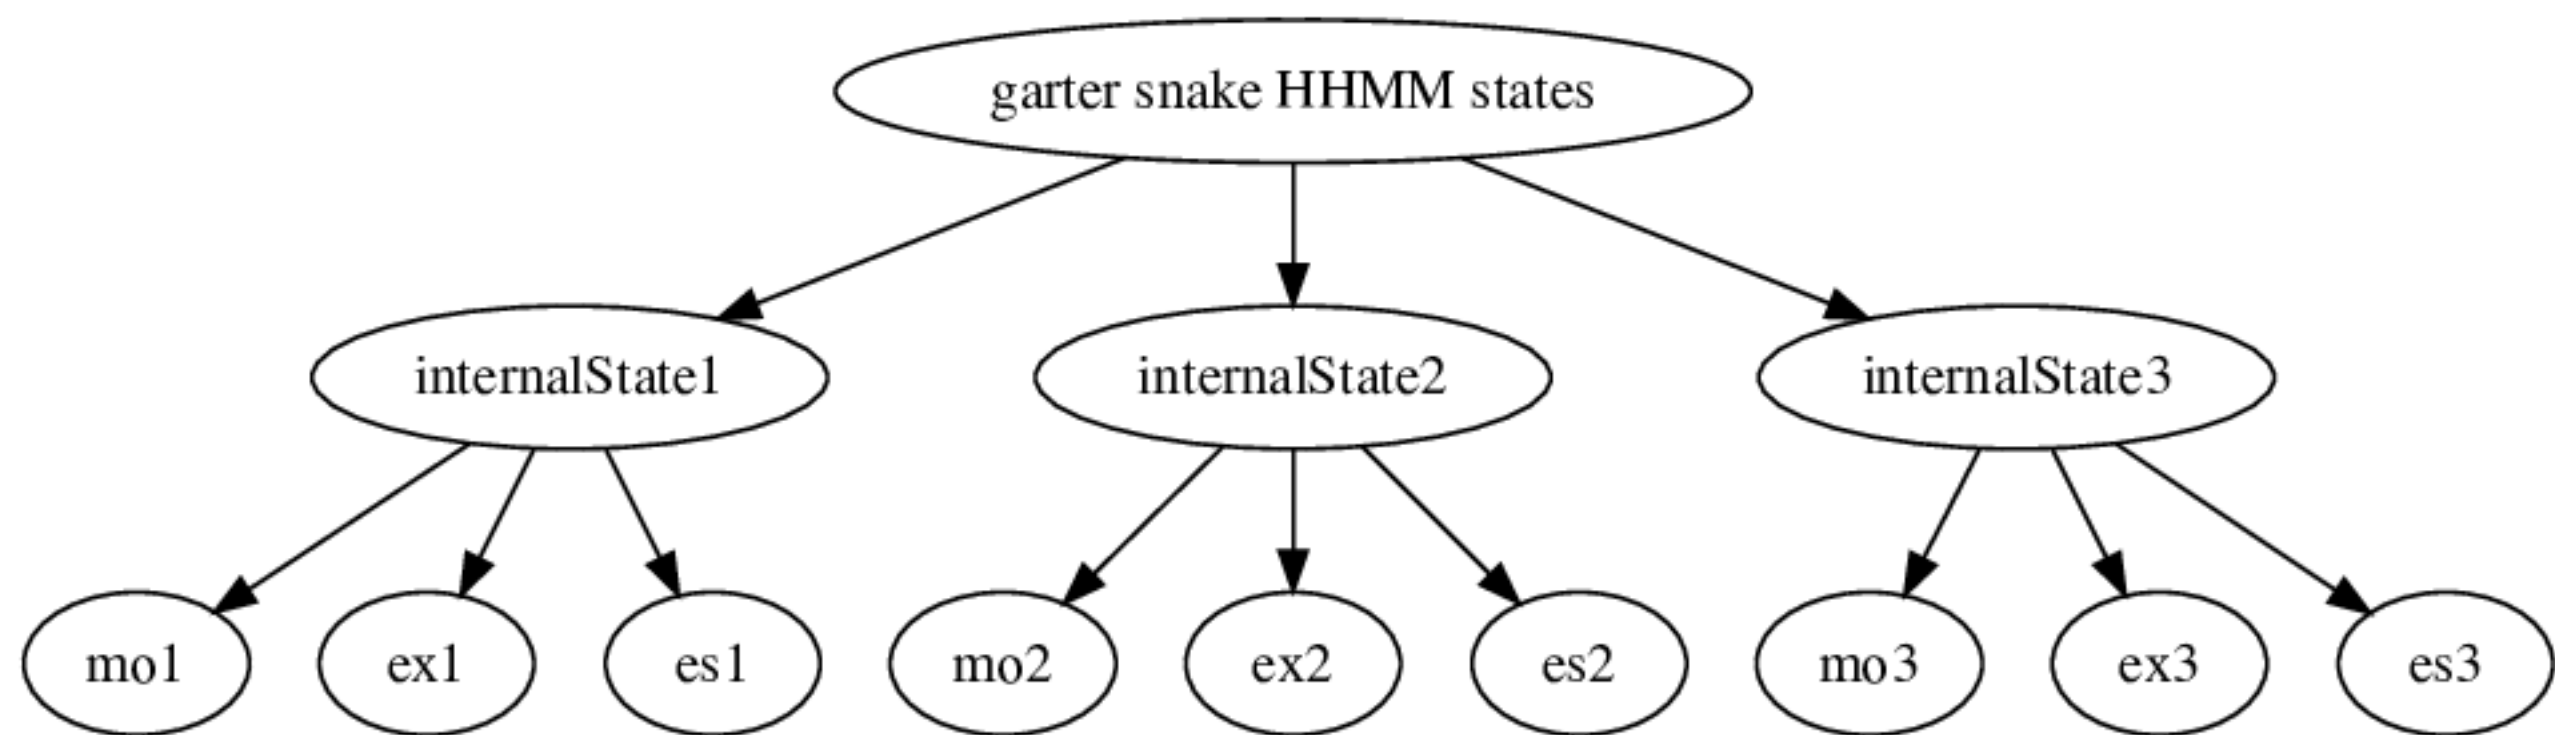 garter snake HHMM states
internalState1
internalState2
internalState3
mo1
ex1
es1
mo2
ex2
es2
mo3
ex3
es3